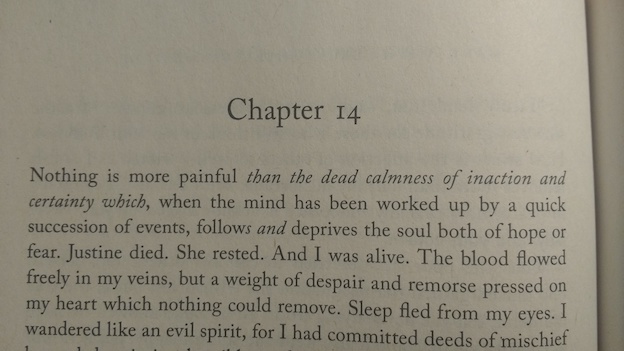 Chapter 14
Nothing is more painful than the dead calmness of inaction and
certainty which, when the mind has been worked up by a quick
succession of events, follows and deprives the soul both of hope or
fear. Justine died. She rested. And I was alive. The blood flowed
freely in my veins, but a weight of despair and remorse pressed on
my heart which nothing could remove. Sleep fled from my eyes. I
wandered like an evil spirit, for I had committed deeds of mischief